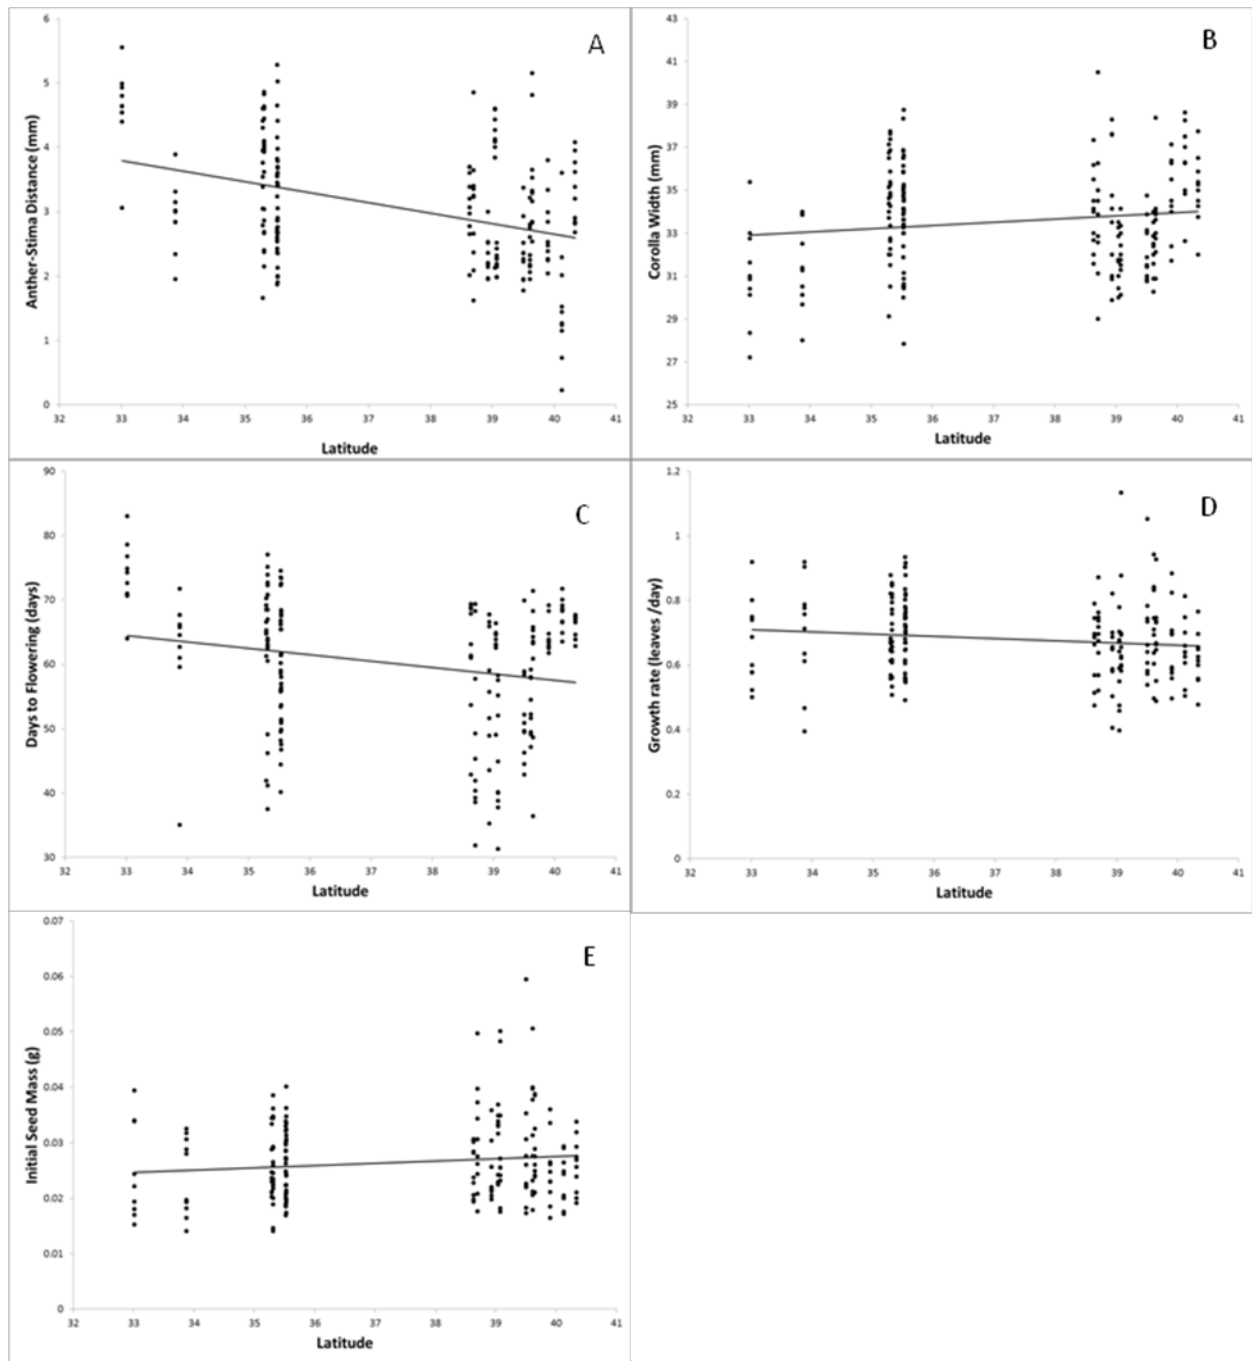 A
6
5
4
3
2
1
0
Anther-Stima Distance (mm)
32 33 34 35 36 37 38 39 40 41
Latitude
B
43
41
39
37
35
33
31
29
27
25
Corolla Width (mm)
32 33 34 35 36 37 38 39 40 41
Latitude
C
90
80
70
60
50
40
30
Days to Flowering (days)
32 33 34 35 36 37 38 39 40 41
Latitude
D
1.2
1
0.8
0.6
0.4
0.2
0
Growth rate (leaves /day)
32 33 34 35 36 37 38 39 40 41
Latitude
E
0.07
0.06
0.05
0.04
0.03
0.02
0.01
0
Initial Seed Mass (g)
32 33 34 35 36 37 38 39 40 41
Latitude